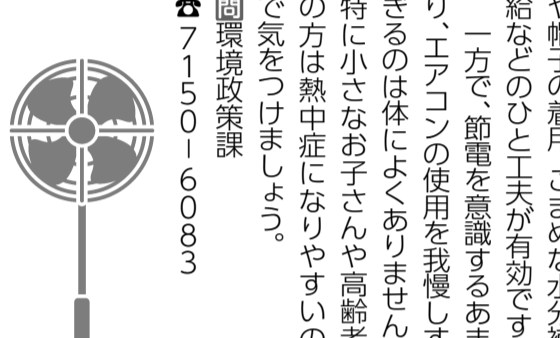 や帽子の着用、こまめな水分補
給などのひと工夫が有効です
一方で、節電を意識するあま
り、エアコンの使用を我慢しす
きるのは体によくありません
特に小さなお子さんや高齢者
の方は熱中症になりやすいの
で気をつけましょう。
問環境政策課
☎7150-6083